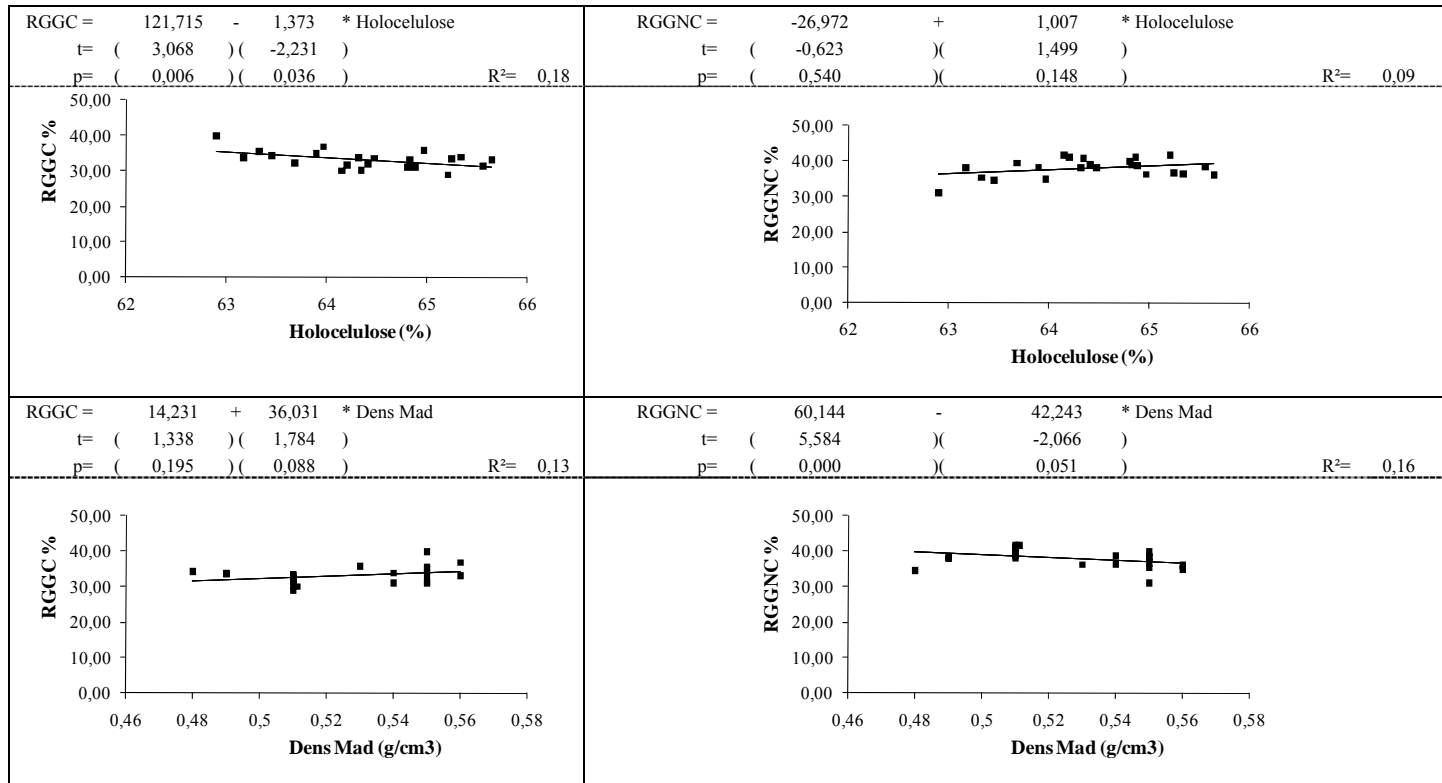 RGGC = 121,715 - 1,373 * Holocelulose
t= ( 3,068 ) ( -2,231 )
p= ( 0,006 ) ( 0,036 ) R²= 0,18
50,00
40,00
30,00
20,00
10,00
0,00
RGGC %
62 63 64 65 66
Holocelulose (%)
RGGNC = -26,972 + 1,007 * Holocelulose
t= ( -0,623 )( 1,499 )
p= ( 0,540 )( 0,148 ) R²= 0,09
50,00
40,00
30,00
20,00
10,00
0,00
RGGNC %
62 63 64 65 66
Holocelulose (%)
RGGC = 14,231 + 36,031 * Dens Mad
t= ( 1,338 ) ( 1,784 )
p= ( 0,195 ) ( 0,088 ) R²= 0,13
50,00
40,00
30,00
20,00
10,00
0,00
RGGC %
0,46 0,48 0,5 0,52 0,54 0,56 0,58
Dens Mad (g/cm3)
RGGNC = 60,144 - 42,243 * Dens Mad
t= ( 5,584 )( -2,066 )
p= ( 0,000 )( 0,051 ) R²= 0,16
50,00
40,00
30,00
20,00
10,00
0,00
RGGNC %
0,46 0,48 0,5 0,52 0,54 0,56 0,58
Dens Mad (g/cm3)